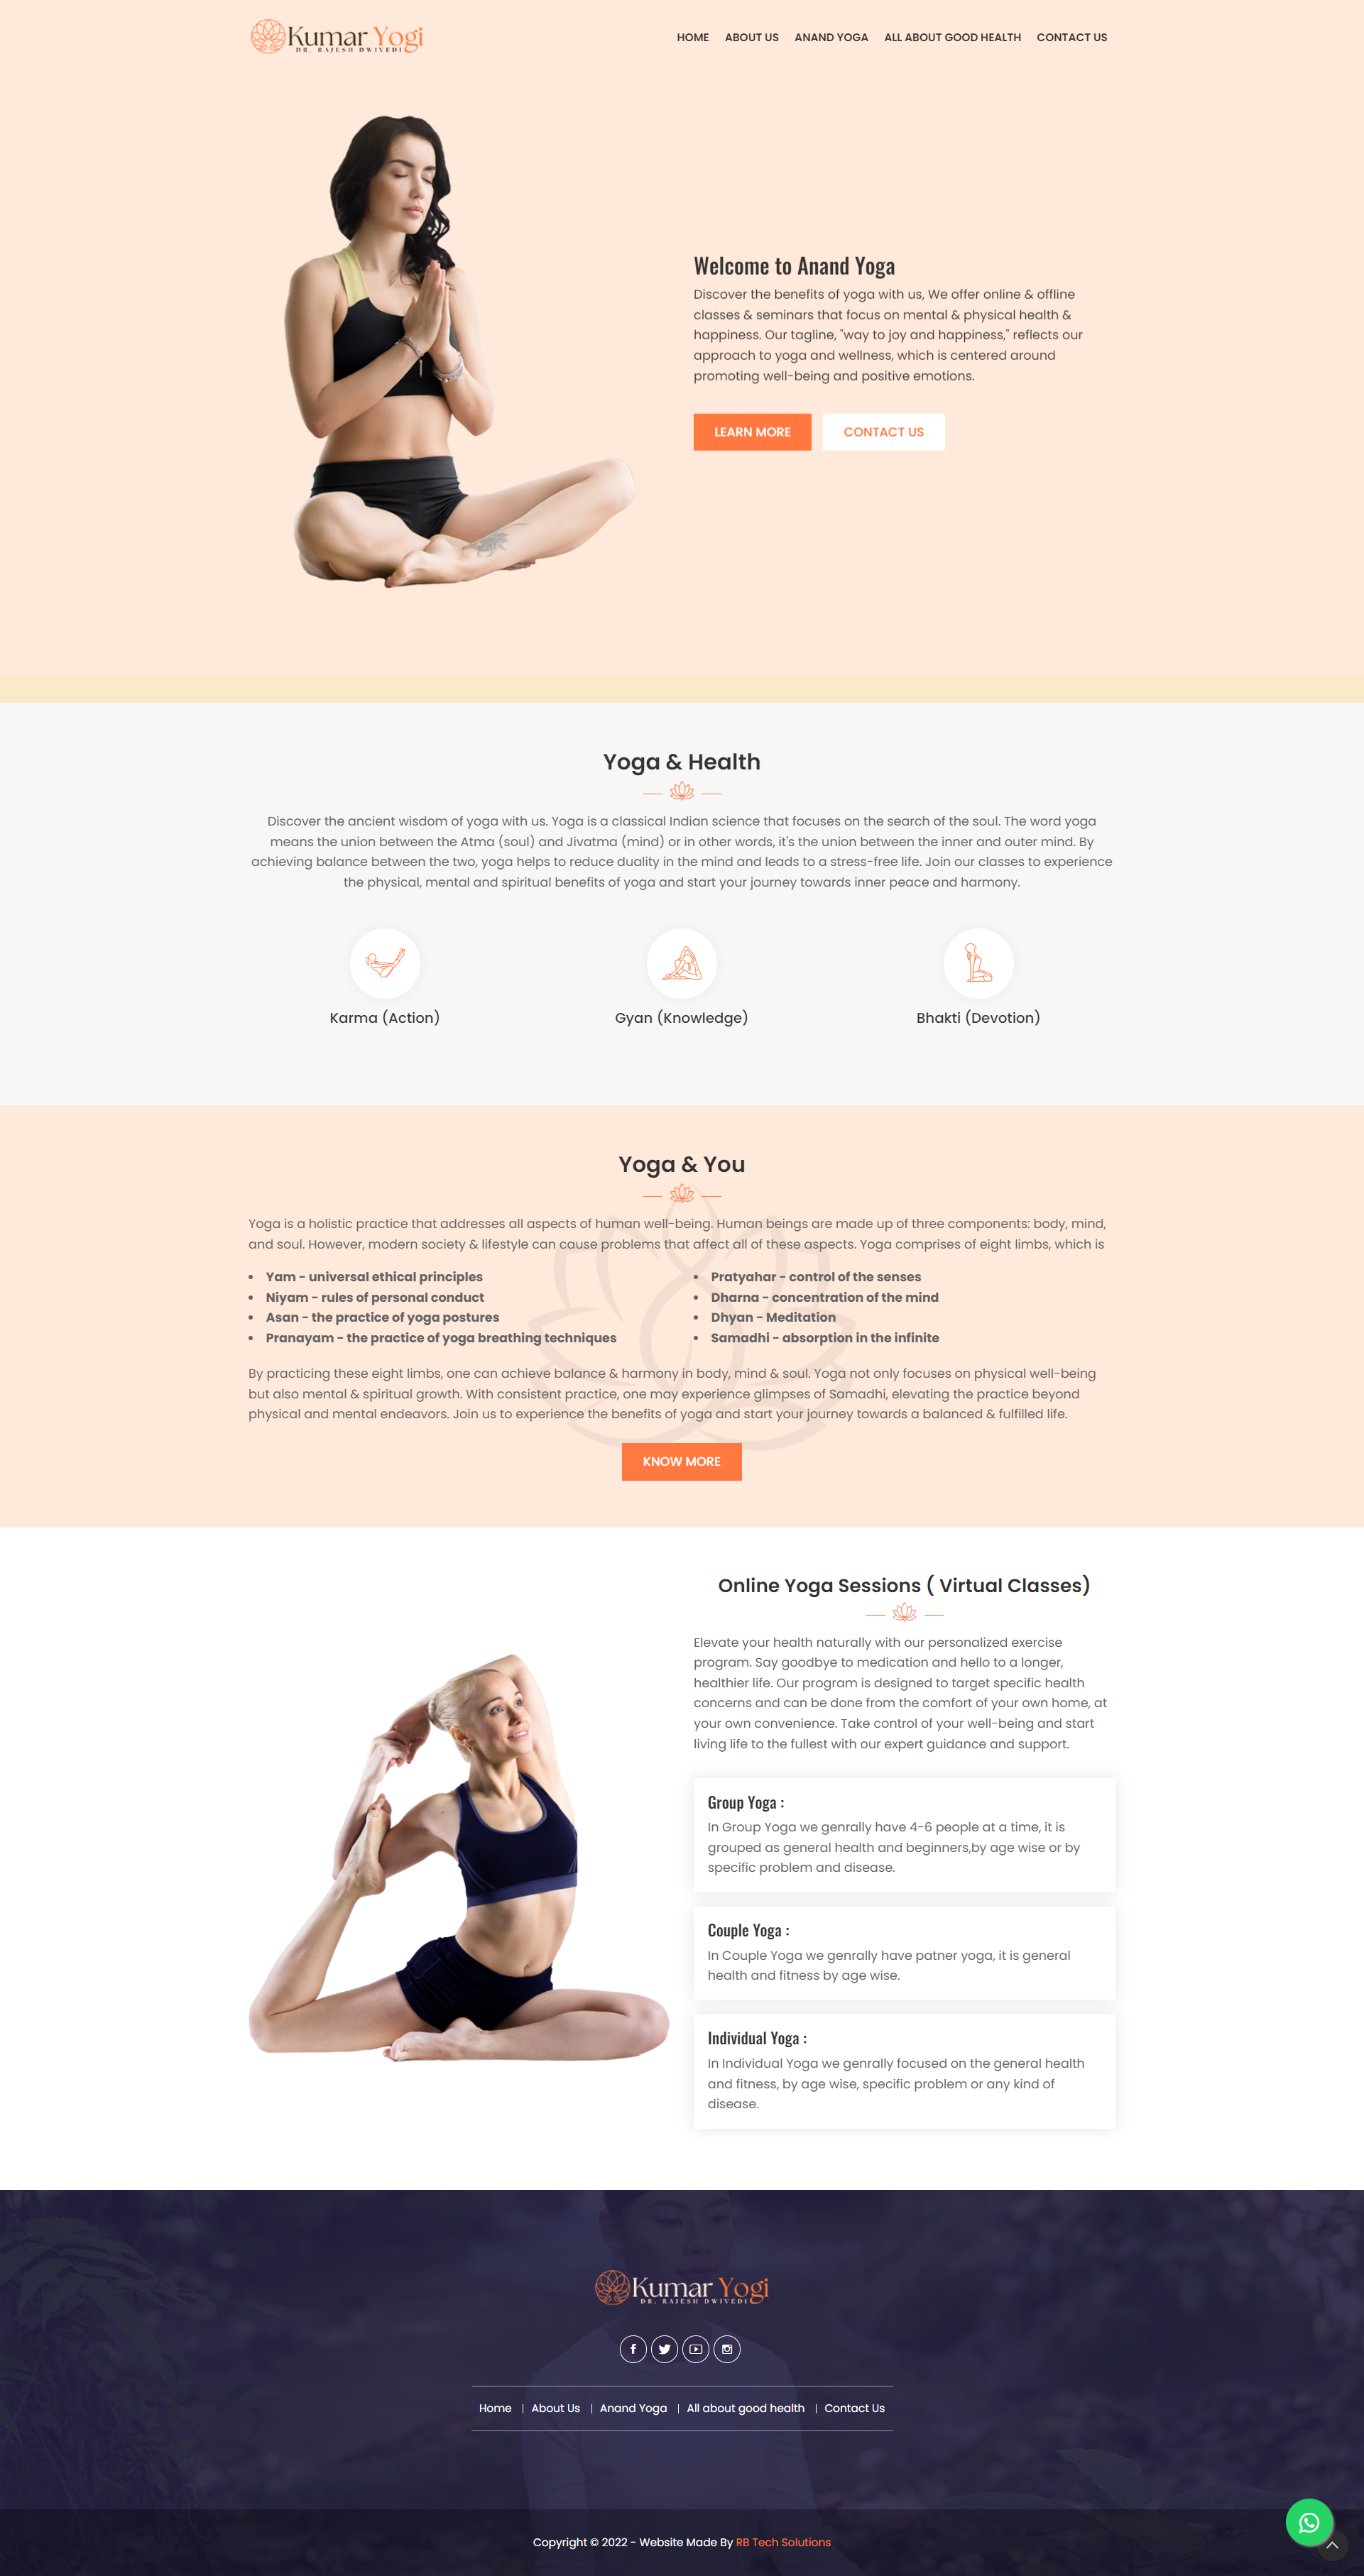 Kumar Yogi
DR. RAJESH DWIVEDI
HOME ABOUT US ANAND YOGA ALL ABOUT GOOD HEALTH CONTACT US
Welcome to Anand Yoga
Discover the benefits of yoga with us, We offer online & offline
classes & seminars that focus on mental & physical health &
happiness. Our tagline, "way to joy and happiness," reflects our
approach to yoga and wellness, which is centered around
promoting well-being and positive emotions.
LEARN MORE CONTACT US
Yoga & Health
Discover the ancient wisdom of yoga with us. Yoga is a classical Indian science that focuses on the search of the soul. The word yoga
means the union between the Atma (soul) and Jivatma (mind) or in other words, it's the union between the inner and outer mind. By
achieving balance between the two, yoga helps to reduce duality in the mind and leads to a stress-free life. Join our classes to experience
the physical, mental and spiritual benefits of yoga and start your journey towards inner peace and harmony.
Karma (Action) Gyan (Knowledge) Bhakti (Devotion)
Yoga & You
Yoga is a holistic practice that addresses all aspects of human well-being. Human beings are made up of three components: body, mind,
and soul. However, modern society & lifestyle can cause problems that affect all of these aspects. Yoga comprises of eight limbs, which is
• Yam - universal ethical principles
• Niyam - rules of personal conduct
• Asan - the practice of yoga postures
• Pranayam - the practice of yoga breathing techniques
• Pratyahar - control of the senses
• Dharna - concentration of the mind
• Dhyan - Meditation
• Samadhi - absorption in the infinite
By practicing these eight limbs, one can achieve balance & harmony in body, mind & soul. Yoga not only focuses on physical well-being
but also mental & spiritual growth. With consistent practice, one may experience glimpses of Samadhi, elevating the practice beyond
physical and mental endeavors. Join us to experience the benefits of yoga and start your journey towards a balanced & fulfilled life.
KNOW MORE
Online Yoga Sessions ( Virtual Classes)
Elevate your health naturally with our personalized exercise
program. Say goodbye to medication and hello to a longer,
healthier life. Our program is designed to target specific health
concerns and can be done from the comfort of your own home, at
your own convenience. Take control of your well-being and start
living life to the fullest with our expert guidance and support.
Group Yoga :
In Group Yoga we genrally have 4-6 people at a time, it is
grouped as general health and beginners,by age wise or by
specific problem and disease.
Couple Yoga :
In Couple Yoga we genrally have patner yoga, it is general
health and fitness by age wise.
Individual Yoga :
In Individual Yoga we genrally focused on the general health
and fitness, by age wise, specific problem or any kind of
disease.
Kumar Yogi
DR. RAJESH DWIVEDI
Home | About Us | Anand Yoga | All about good health | Contact Us
Copyright © 2022 - Website Made By RB Tech Solutions